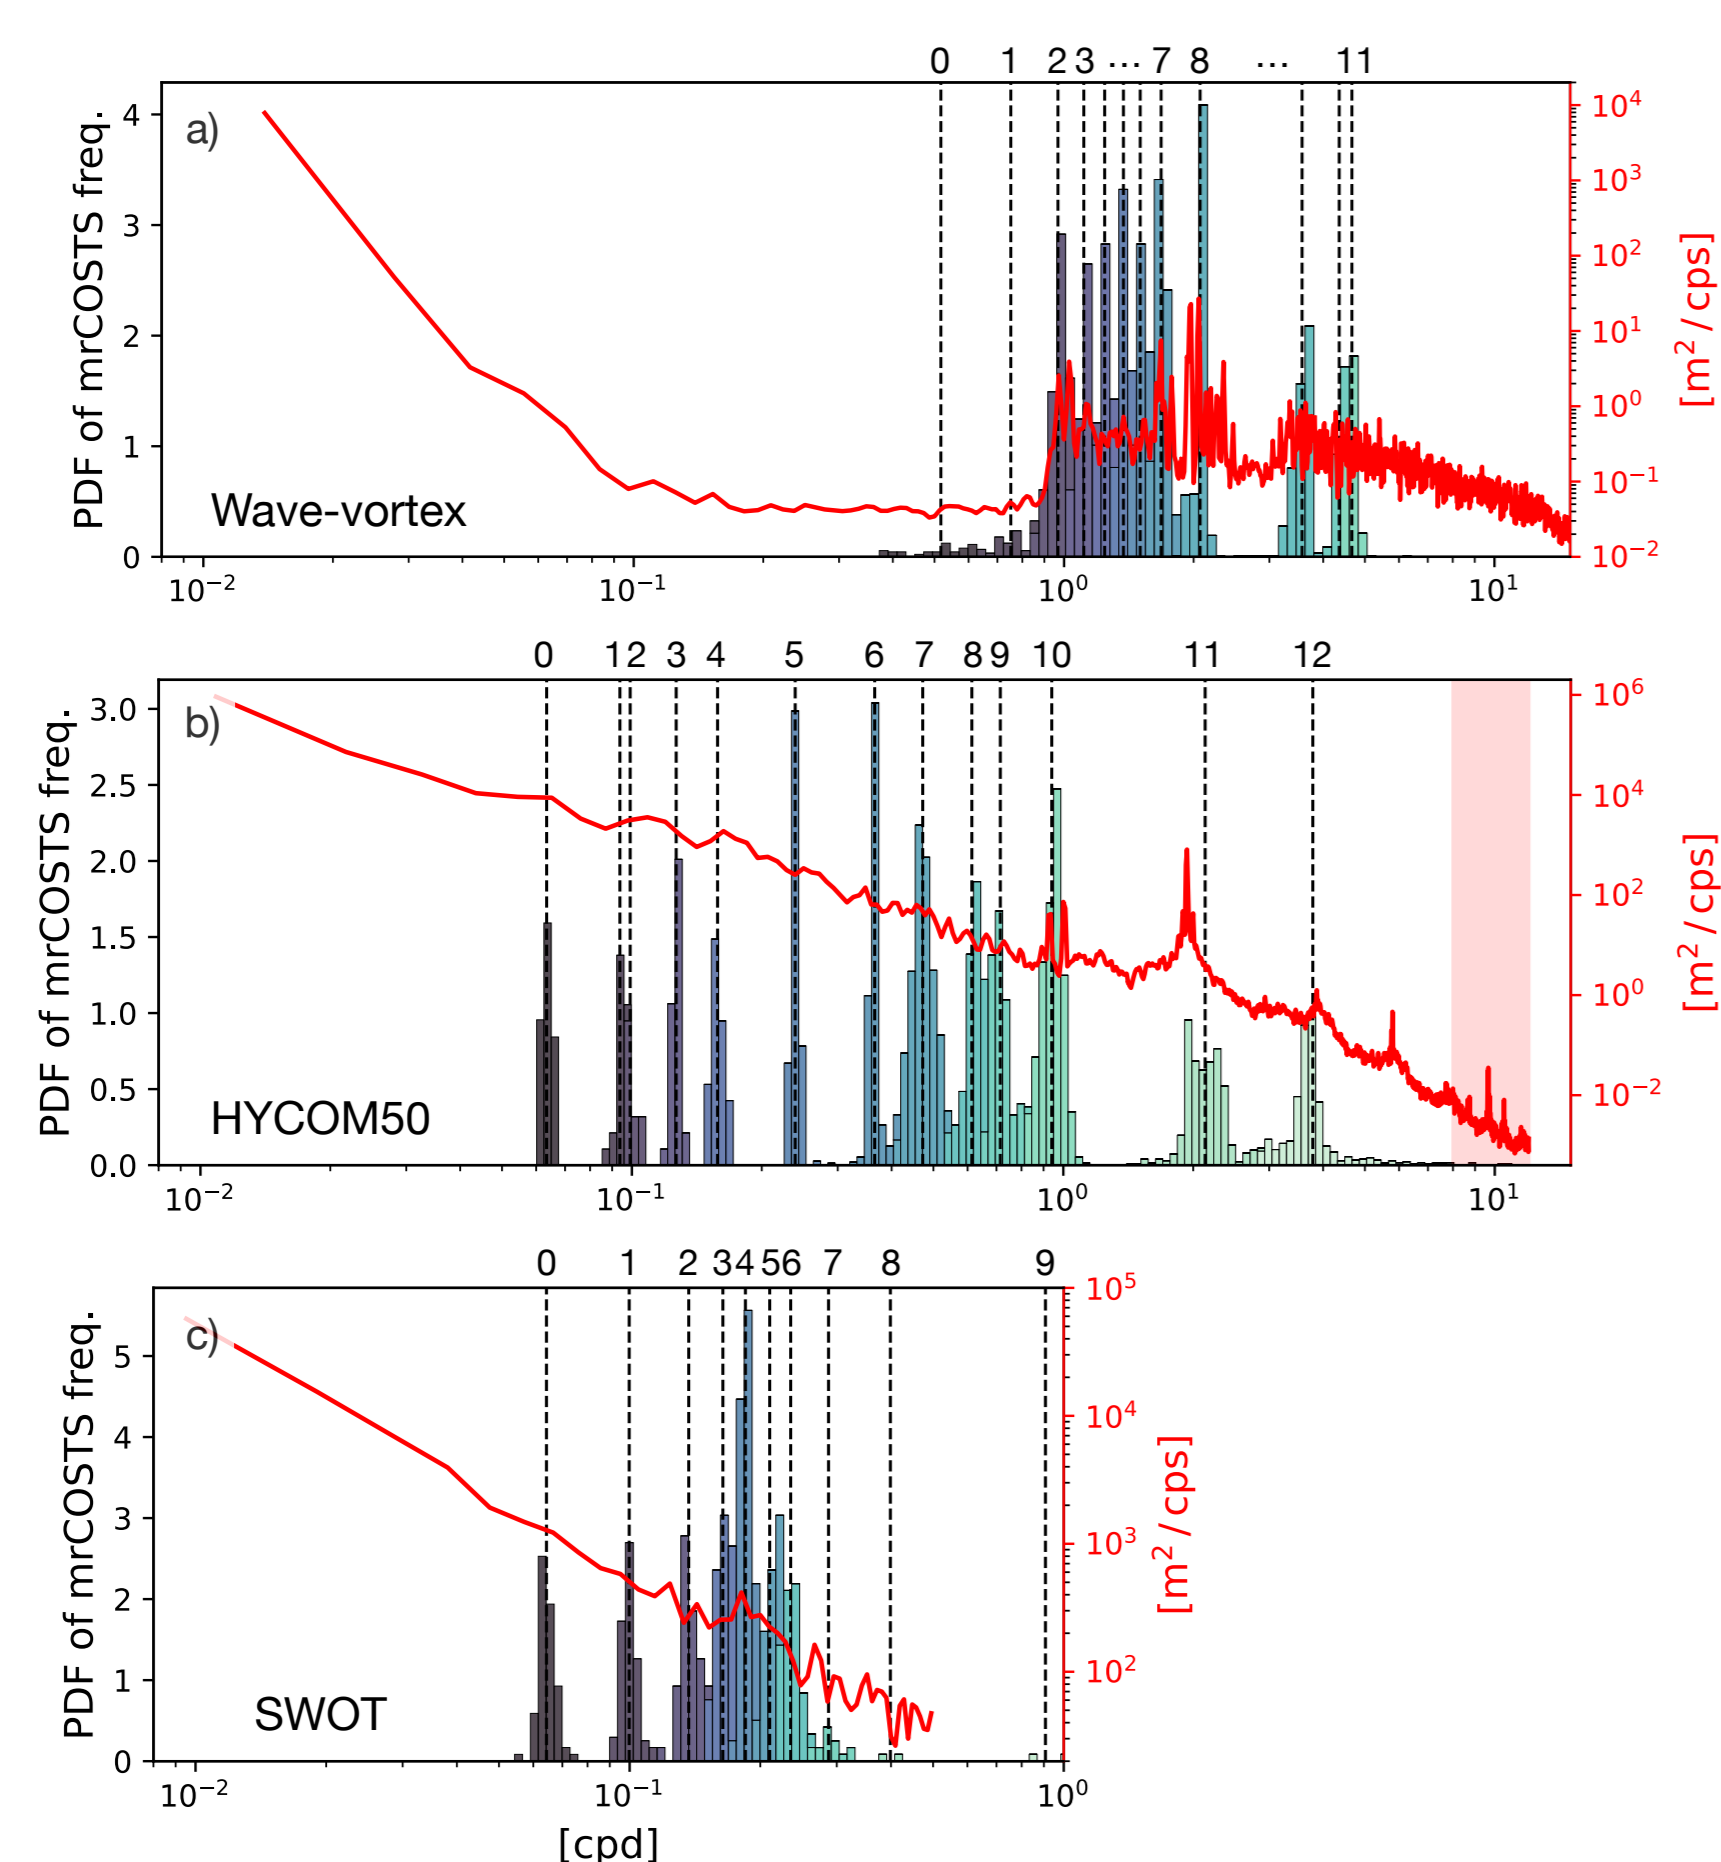 0 1 2 3 ... 7 8 ... 11
a)
Wave-vortex
PDF of mrCOSTS freq.
4
3
2
1
0
10⁴
10³
10²
10¹
10⁰
10⁻¹
10⁻²
[m²/cps]
10⁻² 10⁻¹ 10⁰ 10¹
0 1 2 3 4 5 6 7 8 9 10 11 12
b)
HYCOM50
PDF of mrCOSTS freq.
3.0
2.5
2.0
1.5
1.0
0.5
0.0
10⁶
10⁴
10²
10⁰
10⁻²
[m²/cps]
10⁻² 10⁻¹ 10⁰ 10¹
0 1 2 3 4 5 6 7 8 9
c)
SWOT
PDF of mrCOSTS freq.
5
4
3
2
1
0
10⁵
10⁴
10³
10²
[m²/cps]
10⁻² 10⁻¹ 10⁰
[cpd]